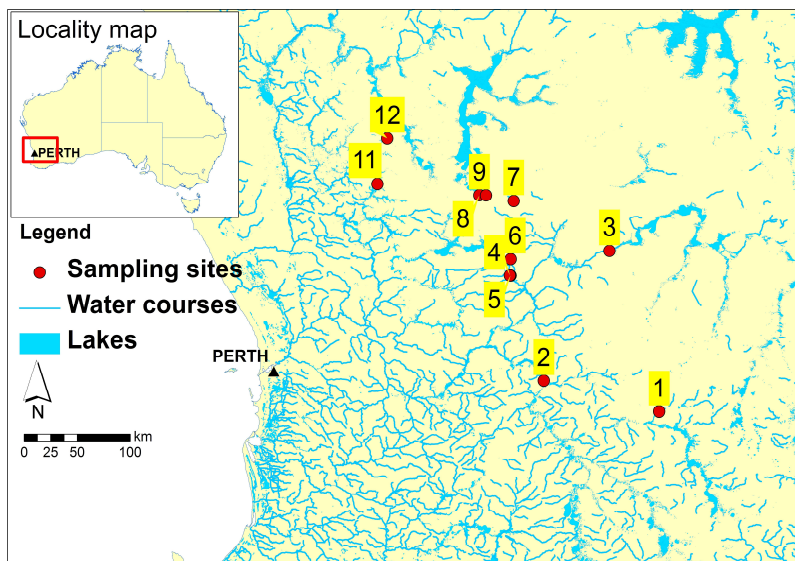 Locality map
PERTH
Legend
Sampling sites
Water courses
Lakes
N
km
0 25 50 100
PERTH
12
11
9
7
8
6
3
4
5
2
1